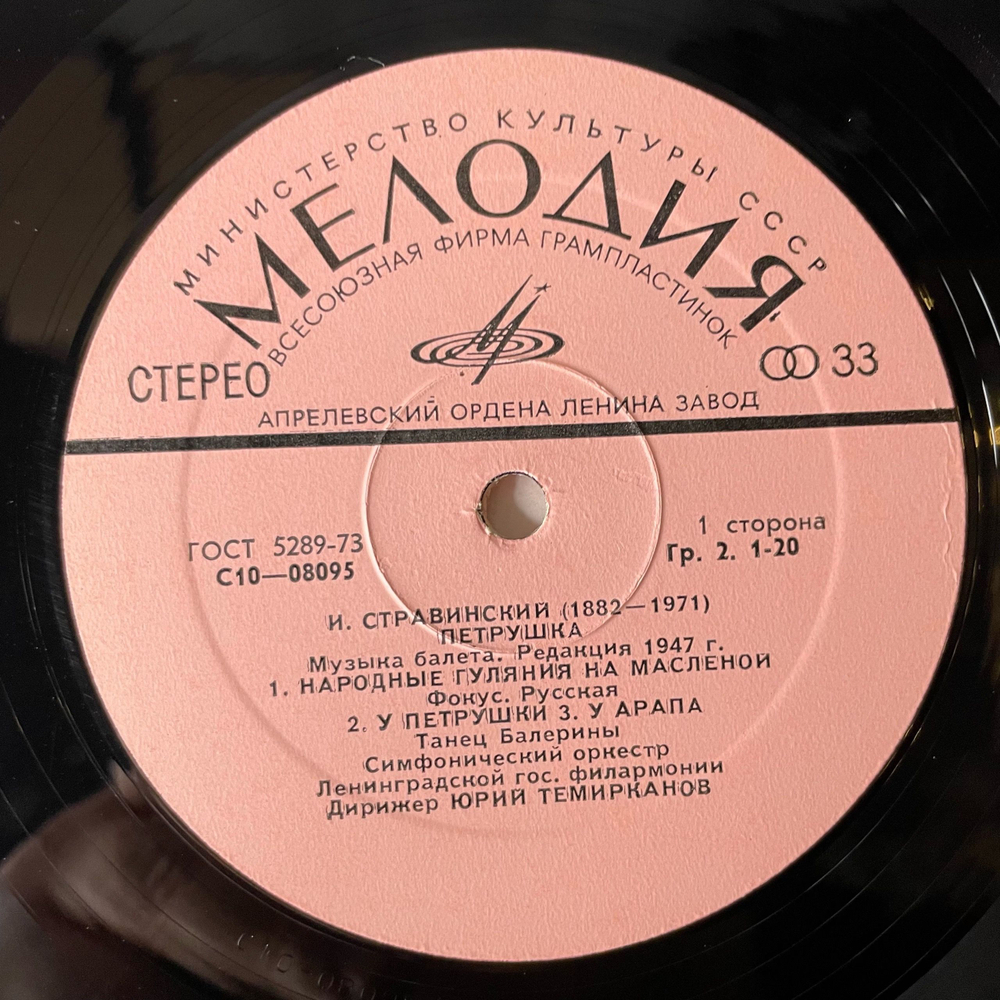 МИНИСТЕРСТВО КУЛЬТУРЫ СССР
МЕЛОДИЯ
ВСЕСОЮЗНАЯ ФИРМА ГРАМПЛАСТИНОК
СТЕРЕО
33
АПРЕЛЕВСКИЙ ОРДЕНА ЛЕНИНА ЗАВОД
ГОСТ 5289-73
С10—08095
1 сторона
Гр. 2. 1-20
И. СТРАВИНСКИЙ (1882—1971)
ПЕТРУШКА
Музыка балета. Редакция 1947 г.
1. НАРОДНЫЕ ГУЛЯНИЯ НА МАСЛЕНОЙ
Фокус. Русская
2. У ПЕТРУШКИ 3. У АРАПА
Танец Балерины
Симфонический оркестр
Ленинградской гос. филармонии
Дирижер ЮРИЙ ТЕМИРКАНОВ